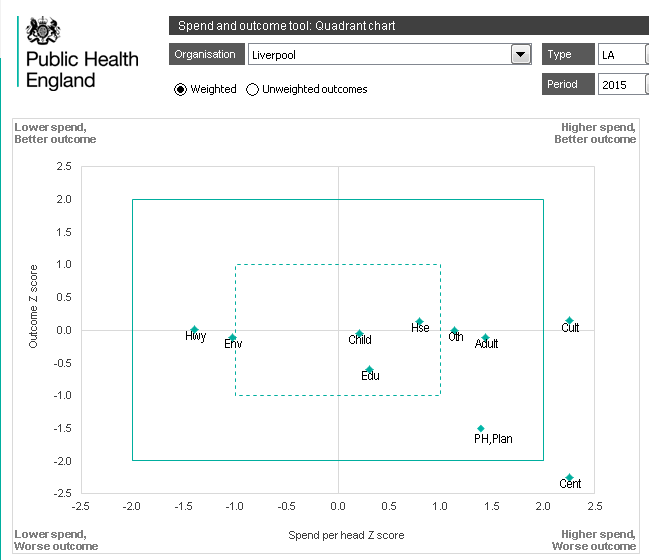 Spend and outcome tool: Quadrant chart
Public Health
England
Organisation Liverpool Type LA
Weighted Unweighted outcomes Period 2015
Lower spend, Higher spend,
Better outcome Better outcome
2.5
2.0
1.0
0.5
0.0
-0.5
-1.0
-1.5
-2.0
-2.5
Outcome Z score
Hwy
Env
Child
Edu
Hse
Oth
Adult
Cult
PH,Plan
Cent
-2.5 -2.0 -1.5 -1.0 -0.5 0.0 0.5 1.0 1.5 2.0 2.5
Spend per head Z score
Lower spend, Higher spend,
Worse outcome Worse outcome